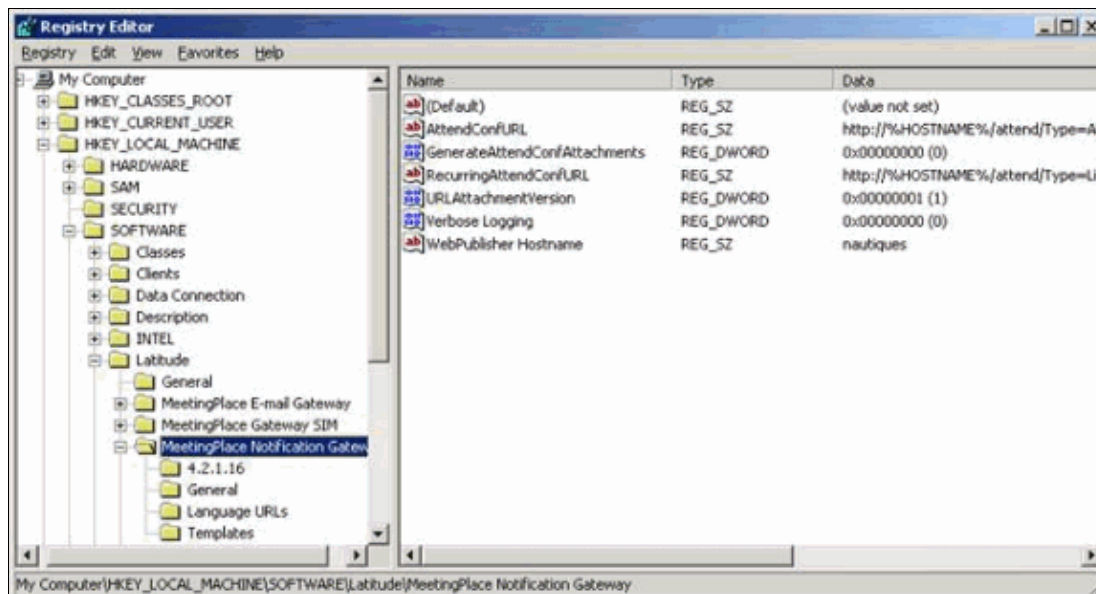 Registry Editor
Registry Edit View Favorites Help
My Computer
HKEY_CLASSES_ROOT
HKEY_CURRENT_USER
HKEY_LOCAL_MACHINE
HARDWARE
SAM
SECURITY
SOFTWARE
Classes
Clients
Data Connection
Description
INTEL
Latitude
General
MeetingPlace E-mail Gateway
MeetingPlace Gateway SIM
MeetingPlace Notification Gatew
4.2.1.16
General
Language URLs
Templates
Name Type Data
(Default) REG_SZ (value not set)
AttendConfURL REG_SZ http://%HOSTNAME%/attend/Type=A
GenerateAttendConfAttachments REG_DWORD 0x00000000 (0)
RecurringAttendConfURL REG_SZ http://%HOSTNAME%/attend/Type=Li
URLAttachmentVersion REG_DWORD 0x00000001 (1)
Verbose Logging REG_DWORD 0x00000000 (0)
WebPublisher Hostname REG_SZ nautiques
My Computer\HKEY_LOCAL_MACHINE\SOFTWARE\Latitude\MeetingPlace Notification Gateway